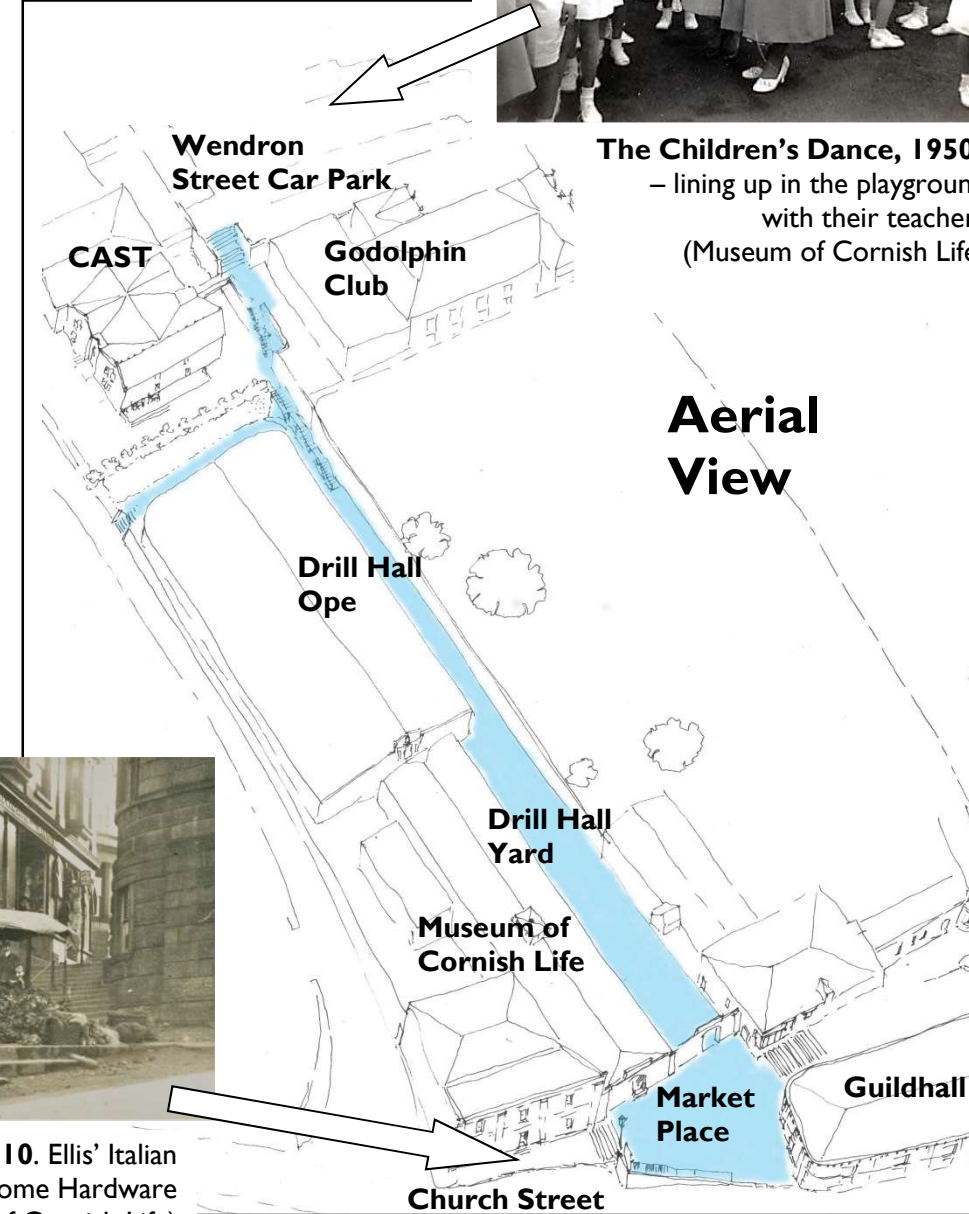 The Children's Dance, 1950
– lining up in the playground
with their teacher
(Museum of Cornish Life
Wendron
Street Car Park
CAST
Godolphin
Club
Aerial
View
Drill Hall
Ope
Drill Hall
Yard
Museum of
Cornish Life
Market
Place
Guildhall
10. Ellis' Italian
ome Hardware
of Cornish Life)
Church Street